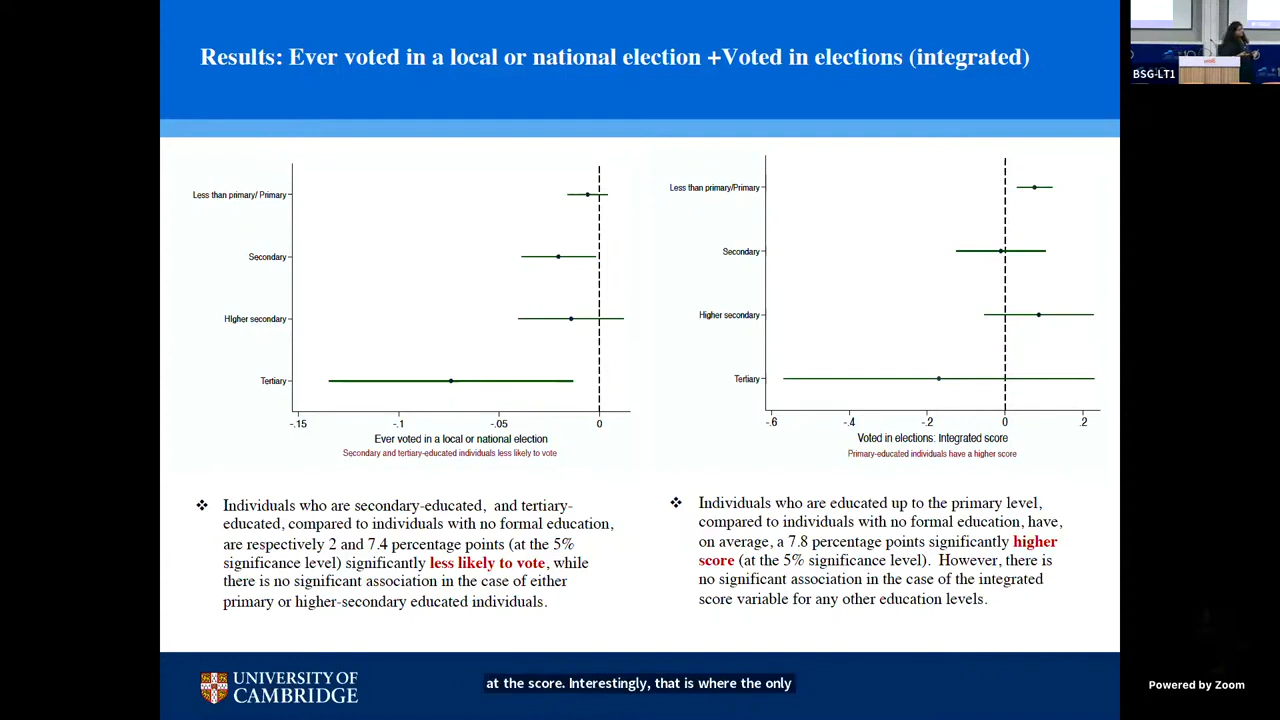 Results: Ever voted in a local or national election +Voted in elections (integrated)
BSG-LT1
Less than primary/ Primary
Secondary
HIgher secondary
Tertiary
-.15
-.1
-.05
0
Ever voted in a local or national election
Secondary and tertiary-educated individuals less likely to vote
Less than primary/Primary
Secondary
Higher secondary
Tertiary
-.6
-.4
-.2
0
.2
Voted in elections: Integrated score
Primary-educated individuals have a higher score
❖ Individuals who are secondary-educated, and tertiary-
educated, compared to individuals with no formal education,
are respectively 2 and 7.4 percentage points (at the 5%
significance level) significantly less likely to vote, while
there is no significant association in the case of either
primary or higher-secondary educated individuals.
❖ Individuals who are educated up to the primary level,
compared to individuals with no formal education, have,
on average, a 7.8 percentage points significantly higher
score (at the 5% significance level). However, there is
no significant association in the case of the integrated
score variable for any other education levels.
UNIVERSITY OF
CAMBRIDGE
at the score. Interestingly, that is where the only
Powered by Zoom